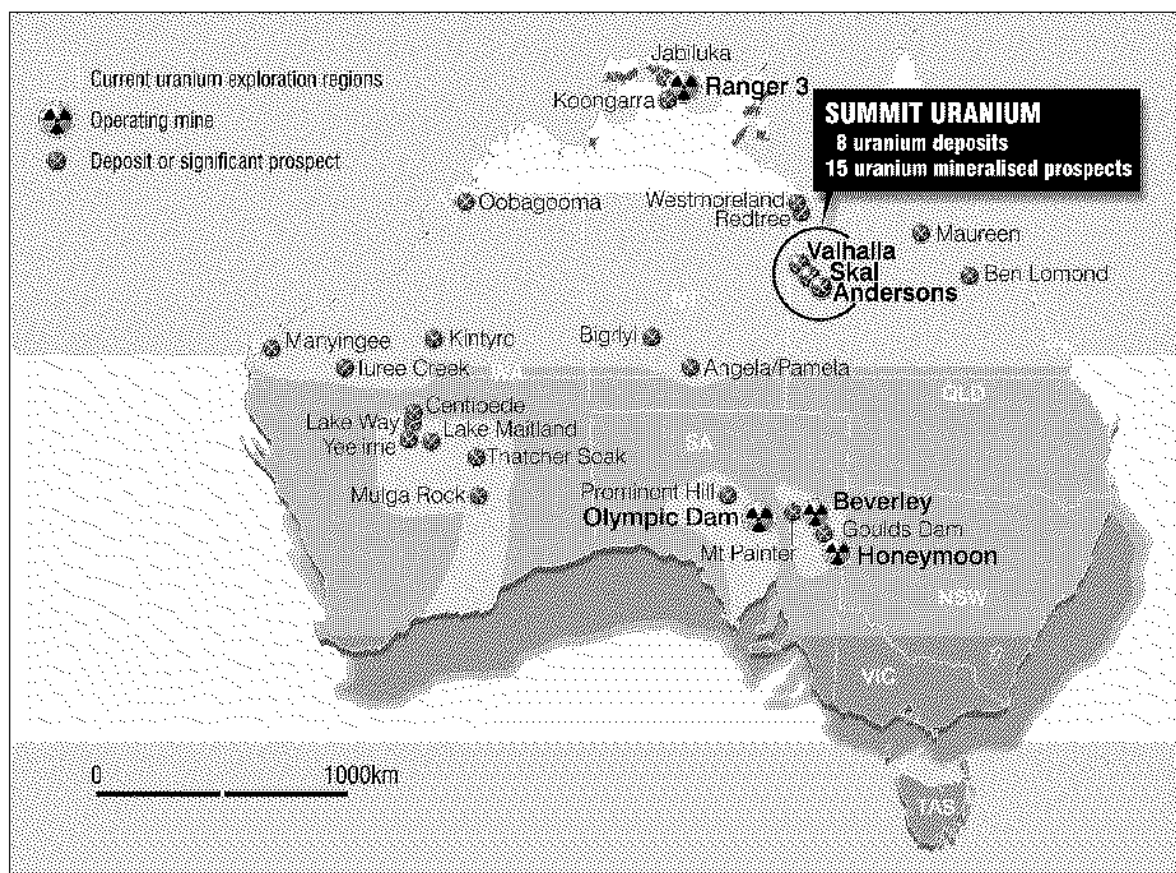 Current uranium exploration regions
Operating mine
Deposit or significant prospect
Jabiluka
Ranger 3
Koongarra
SUMMIT URANIUM
8 uranium deposits
15 uranium mineralised prospects
Oobagooma
Westmoreland
Redtree
Maureen
Valhalla
Skal
Andersons
Ben Lomond
Manyingee
Kintyre
Bigrlyi
Turee Creek
Angela/Pamela
QLD
Centipede
Lake Way
Lake Maitland
Yeelirrie
SA
Thatcher Soak
Mulga Rock
Prominent Hill
Beverley
Olympic Dam
Goulds Dam
Mt Painter
Honeymoon
NSW
VIC
0 1000km
TAS